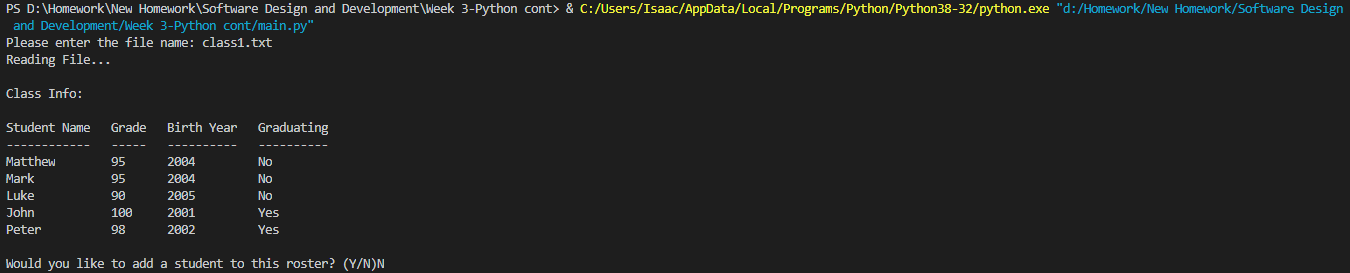 PS D:\Homework\New Homework\Software Design and Development\Week 3-Python cont> & C:/Users/Isaac/AppData/Local/Programs/Python/Python38-32/python.exe "d:/Homework/New Homework/Software Design
and Development/Week 3-Python cont/main.py"
Please enter the file name: class1.txt
Reading File...
Class Info:
Student Name Grade Birth Year Graduating
------------ ----- ---------- ----------
Matthew 95 2004 No
Mark 95 2004 No
Luke 90 2005 No
John 100 2001 Yes
Peter 98 2002 Yes
Would you like to add a student to this roster? (Y/N)N